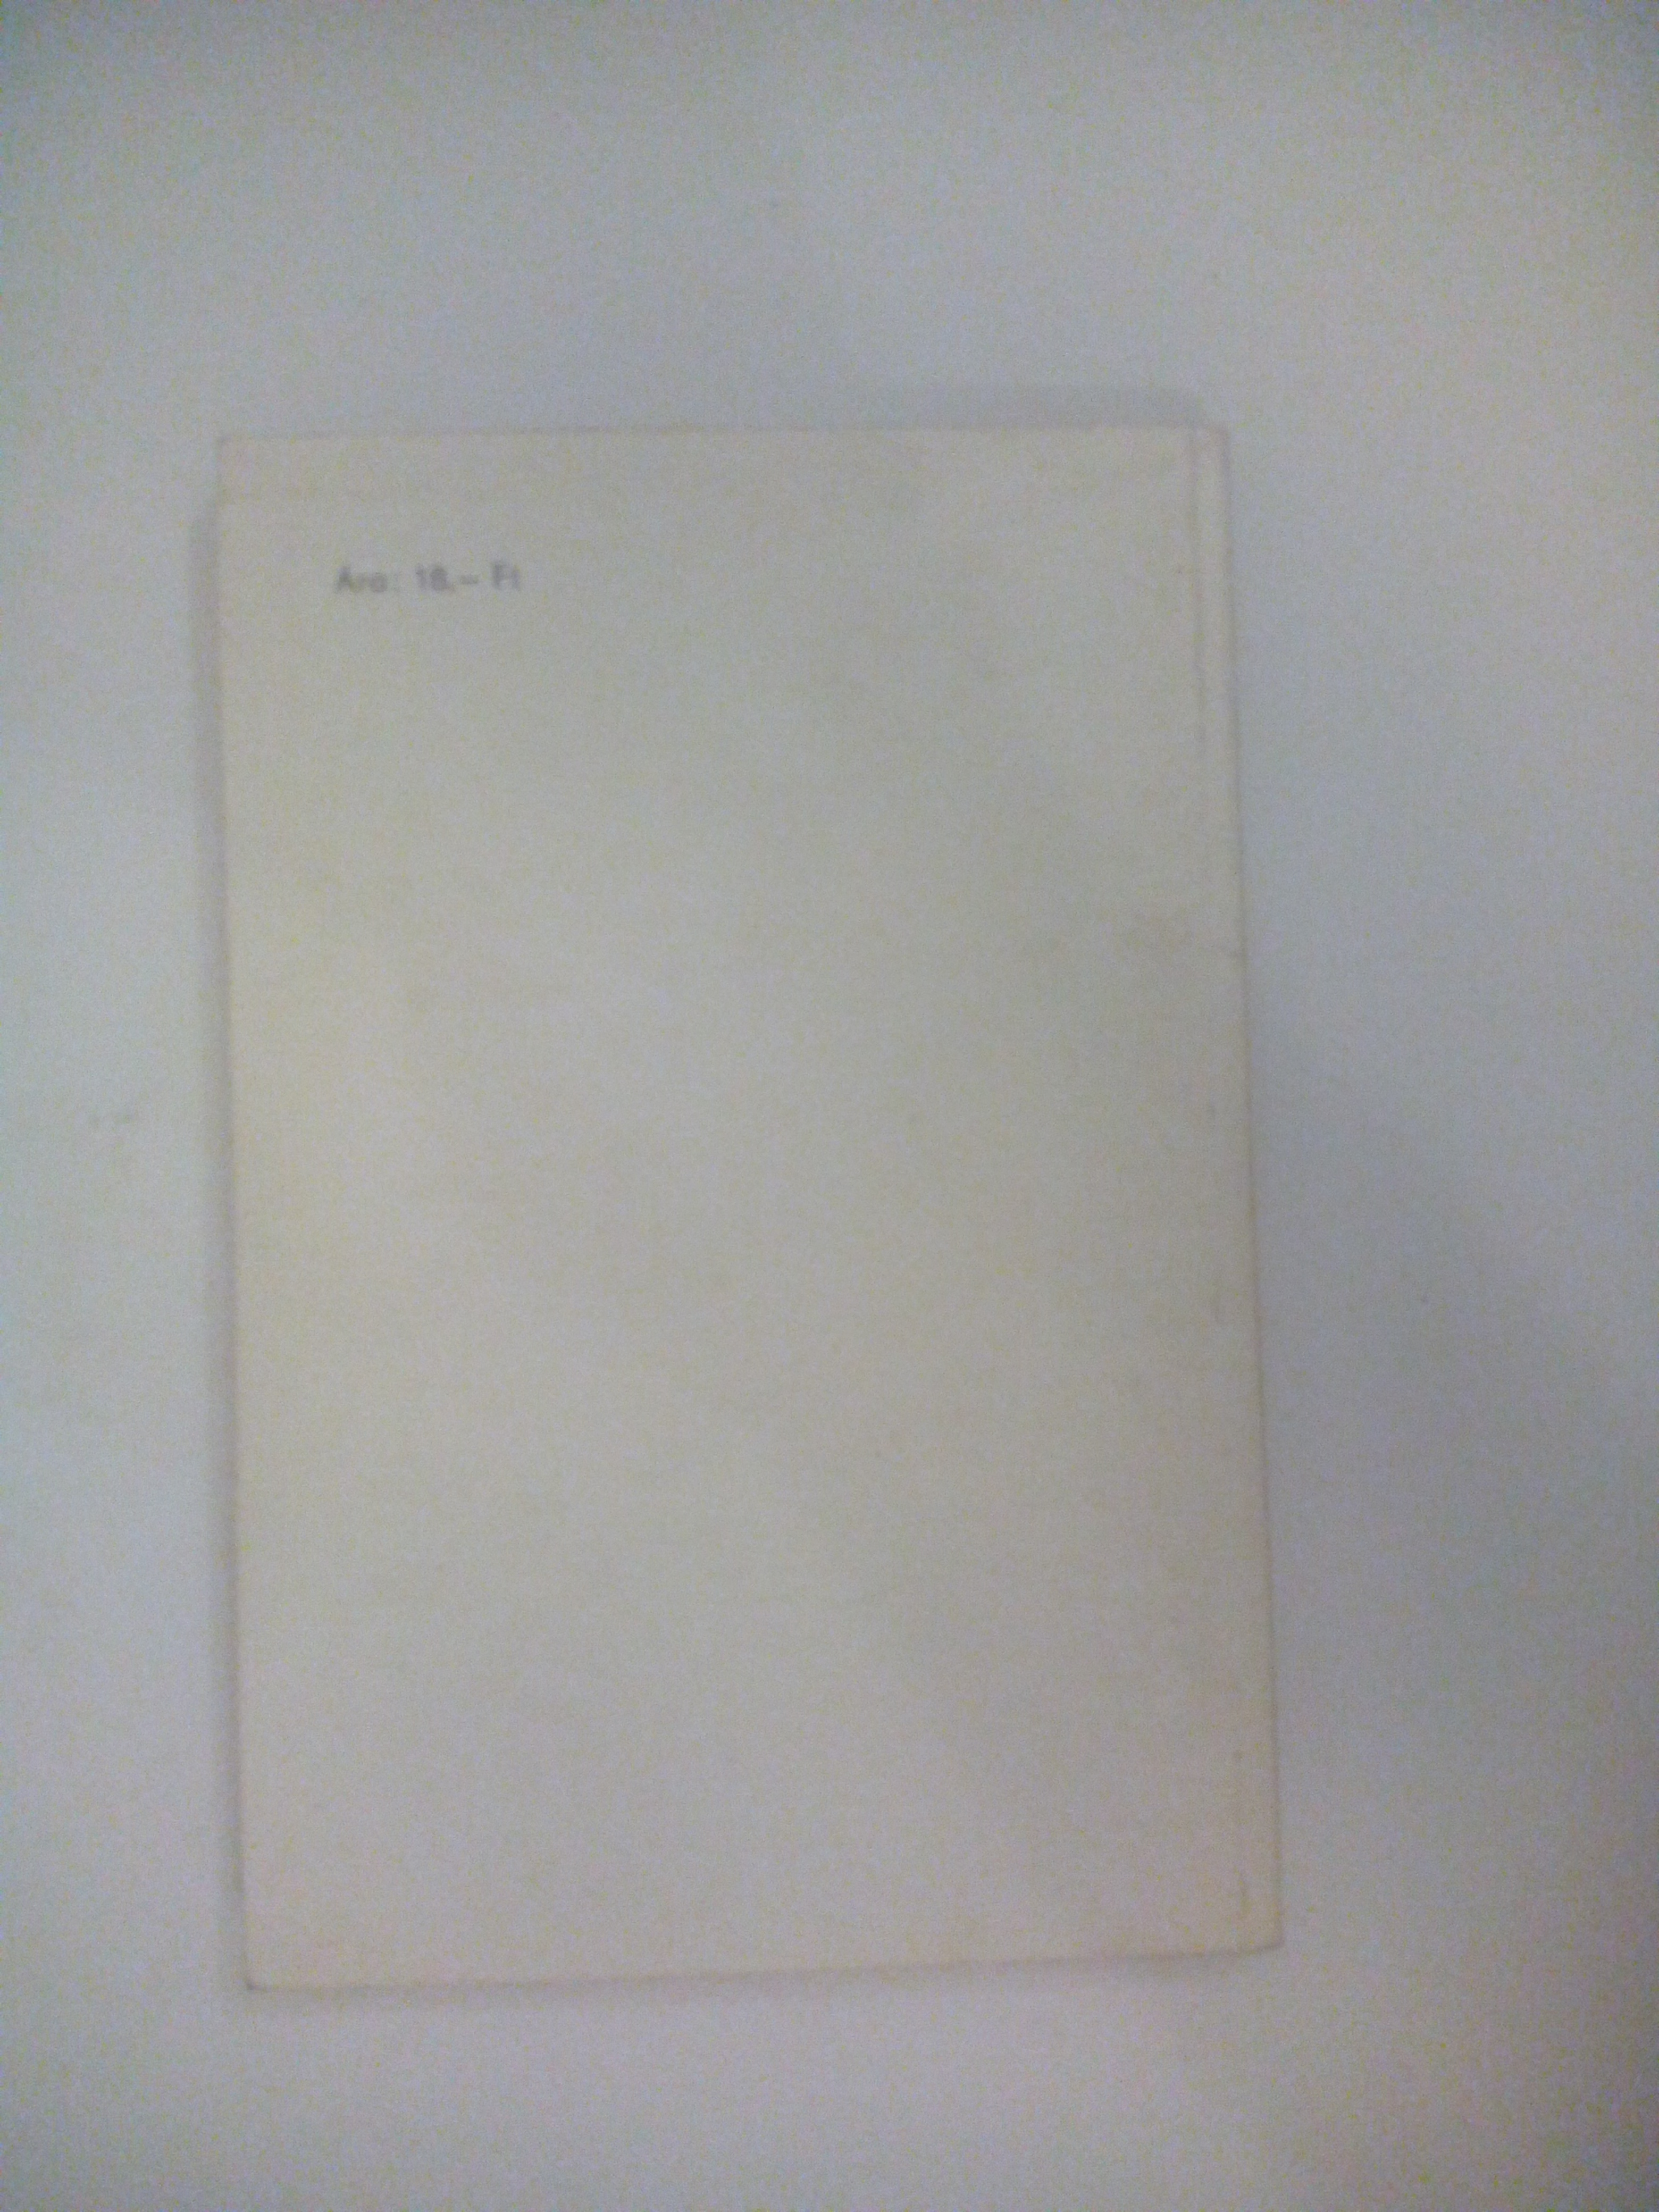 Ára: 18,— Ft